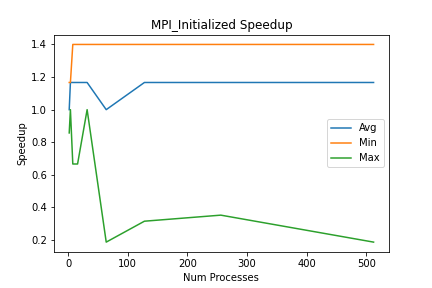 MPI_Initialized Speedup
1.4
1.2
1.0
0.8
0.6
0.4
0.2
Speedup
Avg
Min
Max
0 100 200 300 400 500
Num Processes